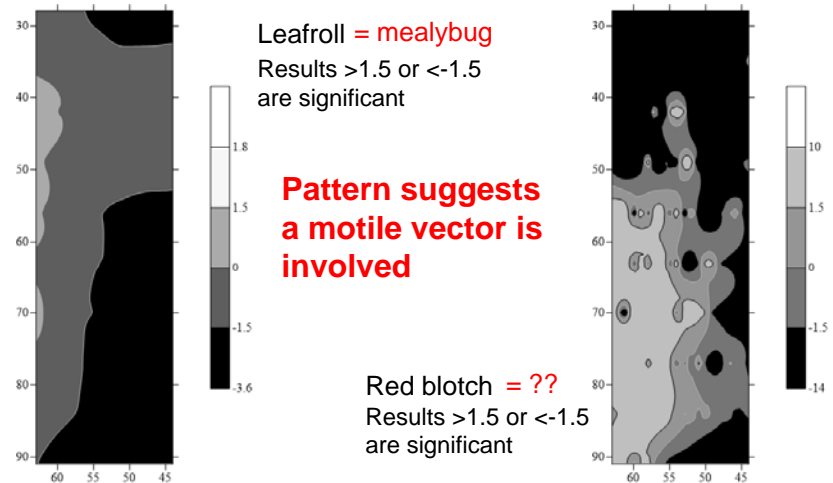 Leafroll = mealybug
Results >1.5 or <-1.5
are significant
Pattern suggests
a motile vector is
involved
Red blotch = ??
Results >1.5 or <-1.5
are significant
30
40
50
60
70
80
90
60 55 50 45
1.8
1.5
0
-1.5
-3.6
30
40
50
60
70
80
90
60 55 50 45
10
1.5
0
-1.5
-14